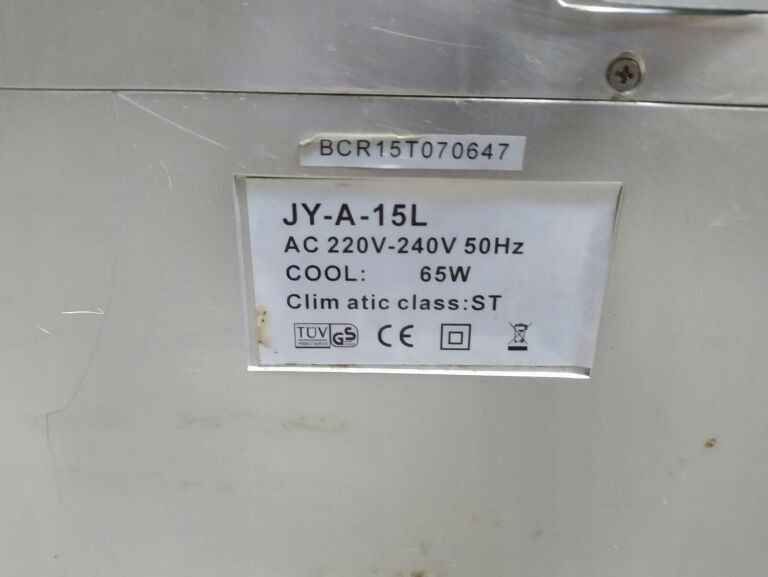 BCR15T070647
JY-A-15L
AC 220V-240V 50Hz
COOL: 65W
Clim atic class:ST
TÜV GS CE